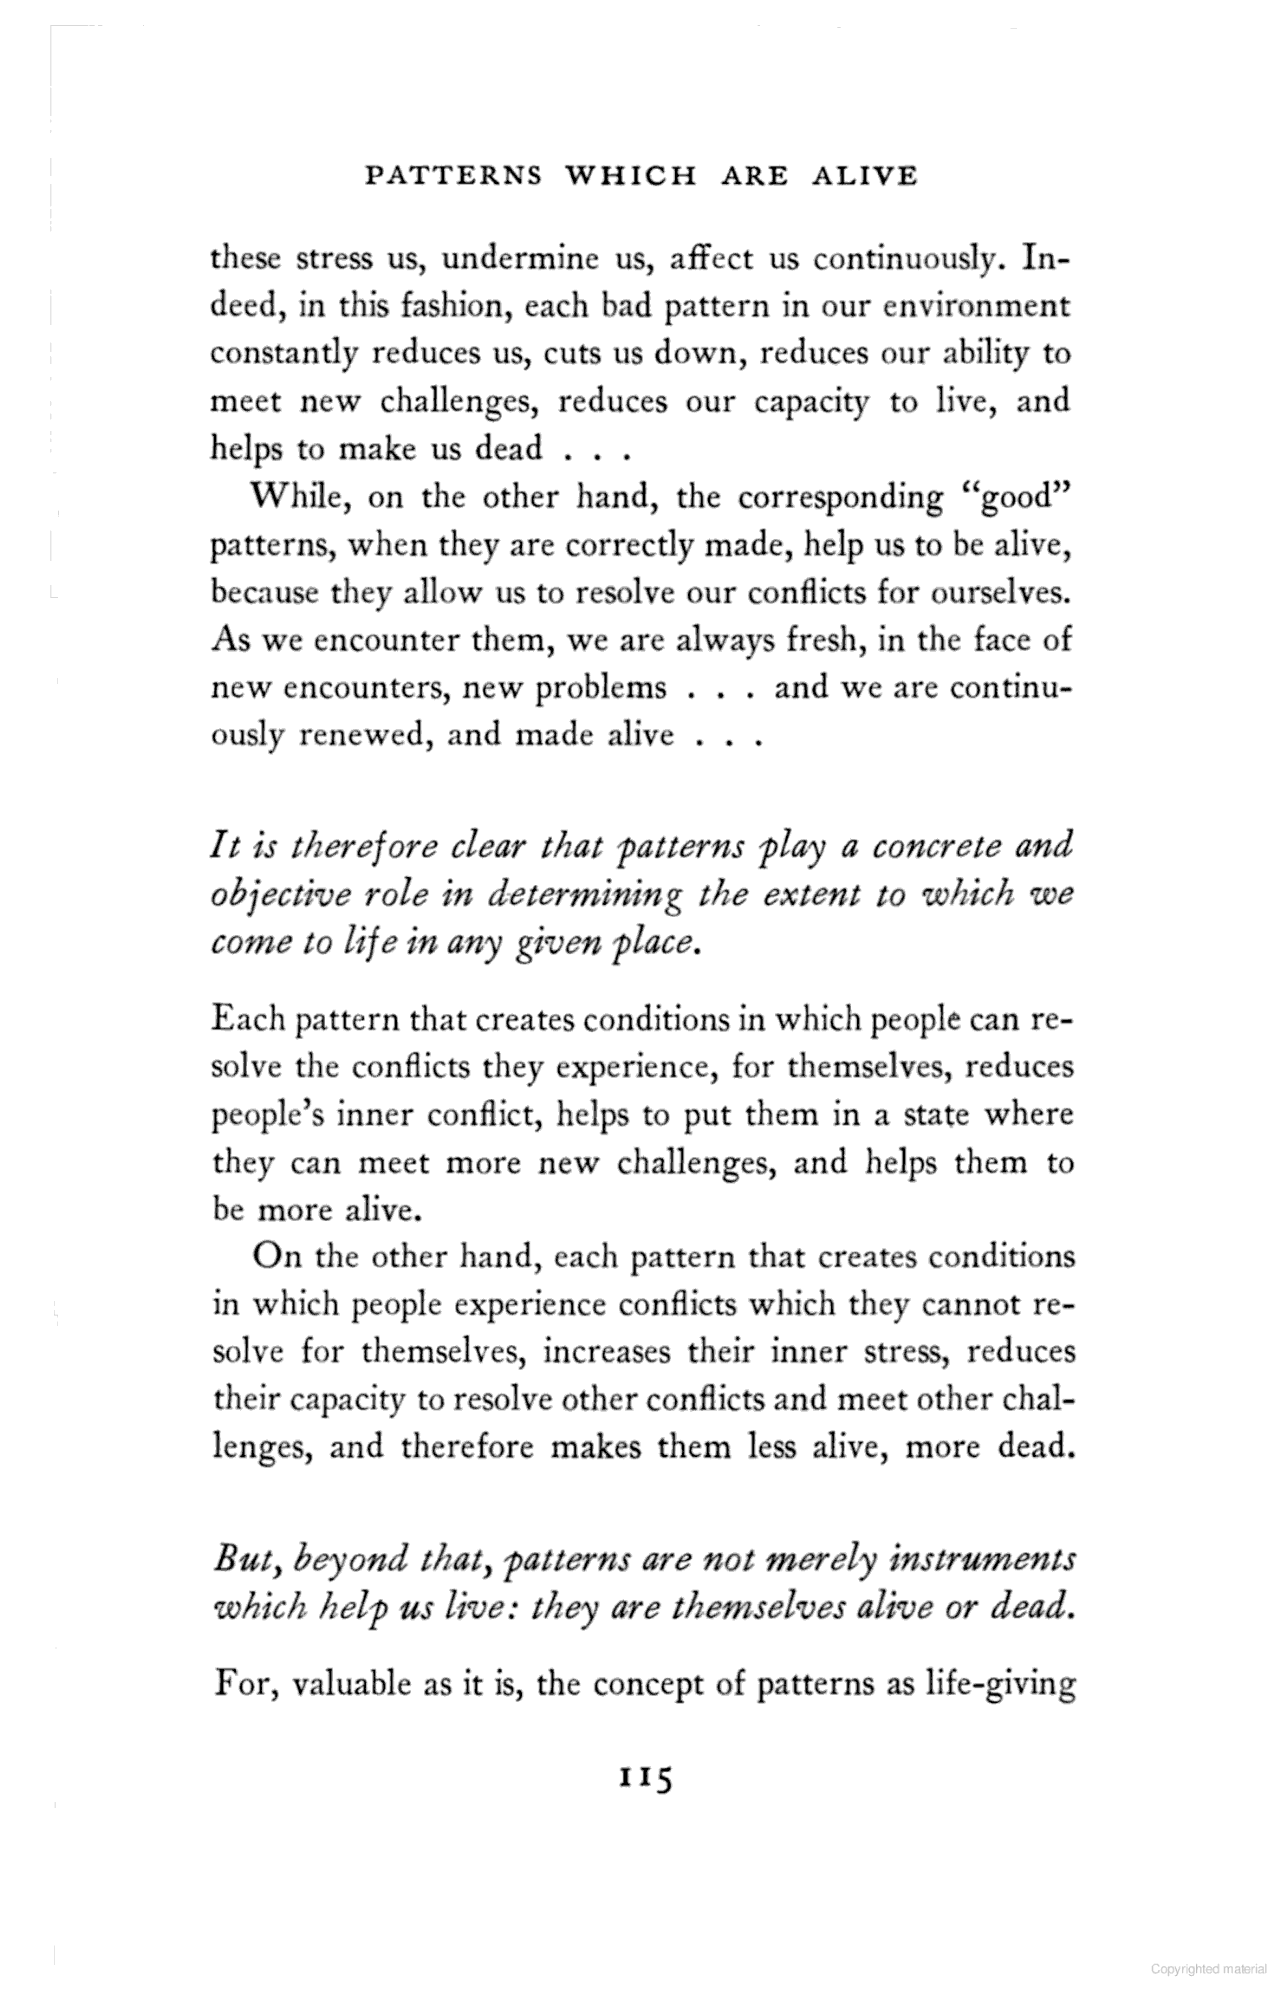 PATTERNS WHICH ARE ALIVE
these stress us, undermine us, affect us continuously. In-
deed, in this fashion, each bad pattern in our environment
constantly reduces us, cuts us down, reduces our ability to
meet new challenges, reduces our capacity to live, and
helps to make us dead . . .
While, on the other hand, the corresponding “good”
patterns, when they are correctly made, help us to be alive,
because they allow us to resolve our conflicts for ourselves.
As we encounter them, we are always fresh, in the face of
new encounters, new problems . . . and we are continu-
ously renewed, and made alive . . .
It is therefore clear that patterns play a concrete and
objective role in determining the extent to which we
come to life in any given place.
Each pattern that creates conditions in which people can re-
solve the conflicts they experience, for themselves, reduces
people’s inner conflict, helps to put them in a state where
they can meet more new challenges, and helps them to
be more alive.
On the other hand, each pattern that creates conditions
in which people experience conflicts which they cannot re-
solve for themselves, increases their inner stress, reduces
their capacity to resolve other conflicts and meet other chal-
lenges, and therefore makes them less alive, more dead.
But, beyond that, patterns are not merely instruments
which help us live: they are themselves alive or dead.
For, valuable as it is, the concept of patterns as life-giving
115
Copyrighted material